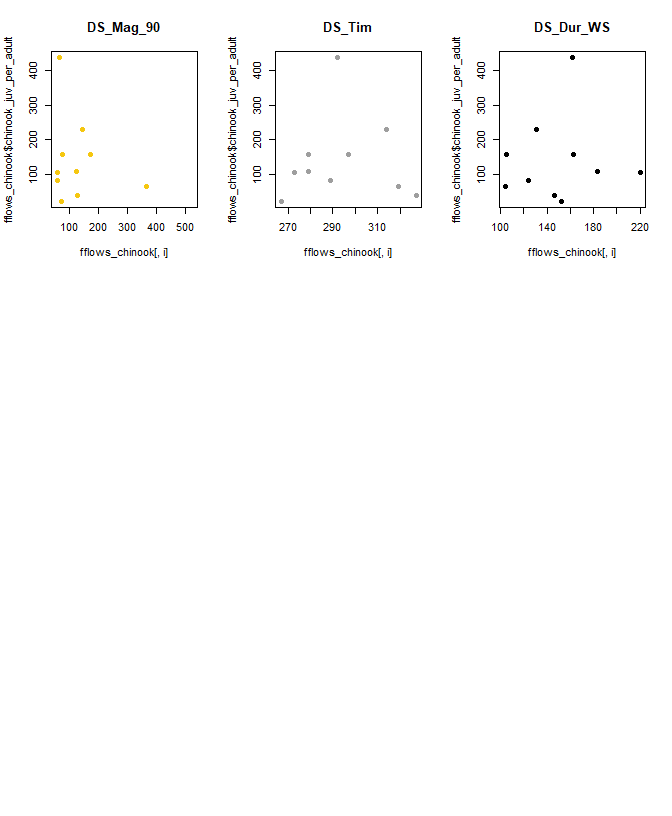 DS_Mag_90
fflows_chinook$chinook_juv_per_adult
100 200 300 400
100 200 300 400 500
fflows_chinook[, i]
DS_Tim
fflows_chinook$chinook_juv_per_adult
100 200 300 400
270 290 310
fflows_chinook[, i]
DS_Dur_WS
fflows_chinook$chinook_juv_per_adult
100 200 300 400
100 140 180 220
fflows_chinook[, i]